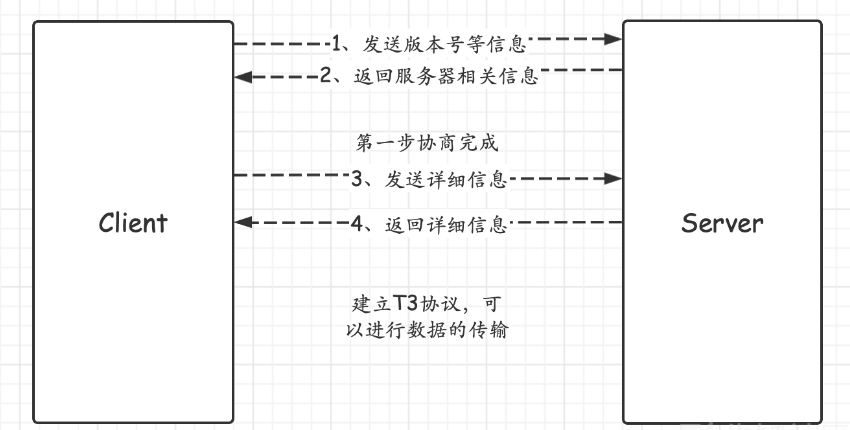 1、发送版本号等信息
2、返回服务器相关信息
第一步协商完成
3、发送详细信息
Client
4、返回详细信息
Server
建立T3协议，可
以进行数据的传输